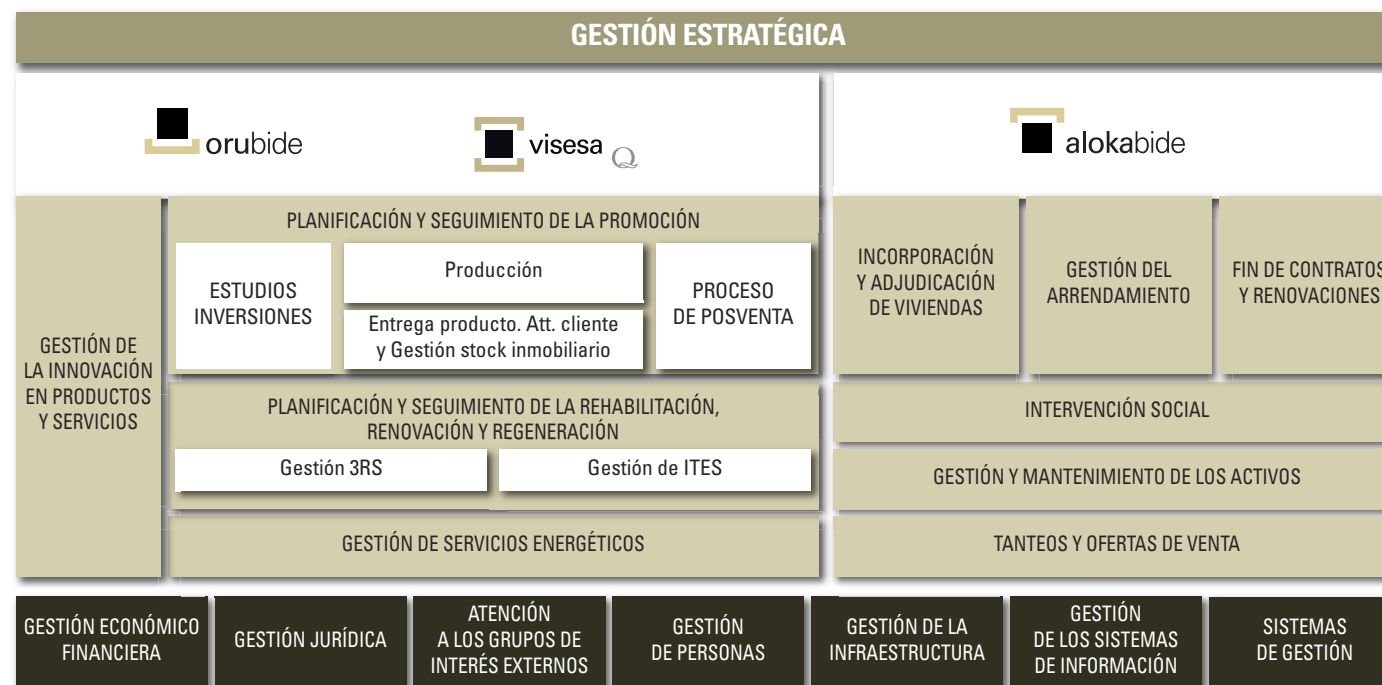 GESTIÓN ESTRATÉGICA
orubide
visesa Q
alokabide
GESTIÓN DE
LA INNOVACIÓN
EN PRODUCTOS
Y SERVICIOS
PLANIFICACIÓN Y SEGUIMIENTO DE LA PROMOCIÓN
ESTUDIOS
INVERSIONES
Producción
Entrega producto. Att. cliente
y Gestión stock inmobiliario
PROCESO
DE POSVENTA
PLANIFICACIÓN Y SEGUIMIENTO DE LA REHABILITACIÓN,
RENOVACIÓN Y REGENERACIÓN
Gestión 3RS
Gestión de ITES
GESTIÓN DE SERVICIOS ENERGÉTICOS
INCORPORACIÓN
Y ADJUDICACIÓN
DE VIVIENDAS
GESTIÓN DEL
ARRENDAMIENTO
FIN DE CONTRATOS
Y RENOVACIONES
INTERVENCIÓN SOCIAL
GESTIÓN Y MANTENIMIENTO DE LOS ACTIVOS
TANTEOS Y OFERTAS DE VENTA
GESTIÓN ECONÓMICO
FINANCIERA
GESTIÓN JURÍDICA
ATENCIÓN
A LOS GRUPOS DE
INTERÉS EXTERNOS
GESTIÓN
DE PERSONAS
GESTIÓN DE LA
INFRAESTRUCTURA
GESTIÓN
DE LOS SISTEMAS
DE INFORMACIÓN
SISTEMAS
DE GESTIÓN